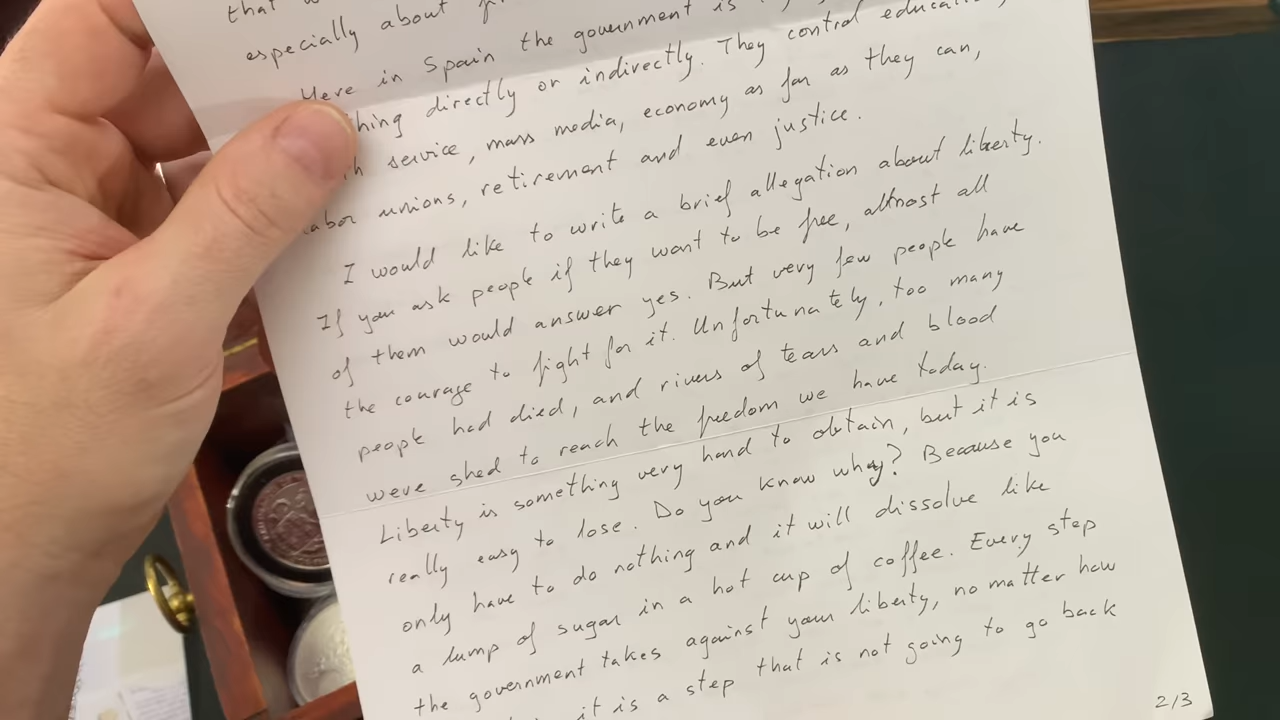 that
especially about
Here in Spain the government is
thing directly or indirectly. They control
service, mass media, economy as far as they can,
labor unions, retirement and even justice.
I would like to write a brief allegation about liberty.
If you ask people if they want to be free, almost all
of them would answer yes. But very few people have
the courage to fight for it. Unfortunately, too many
people had died, and rivers of tears and blood
were shed to reach the freedom we have today.
Liberty is something very hard to obtain, but it is
really easy to lose. Do you know why? Because you
only have to do nothing and it will dissolve like
a lump of sugar in a hot cup of coffee. Every step
the government takes against your liberty, no matter how
it is a step that is not going to go back
2/3